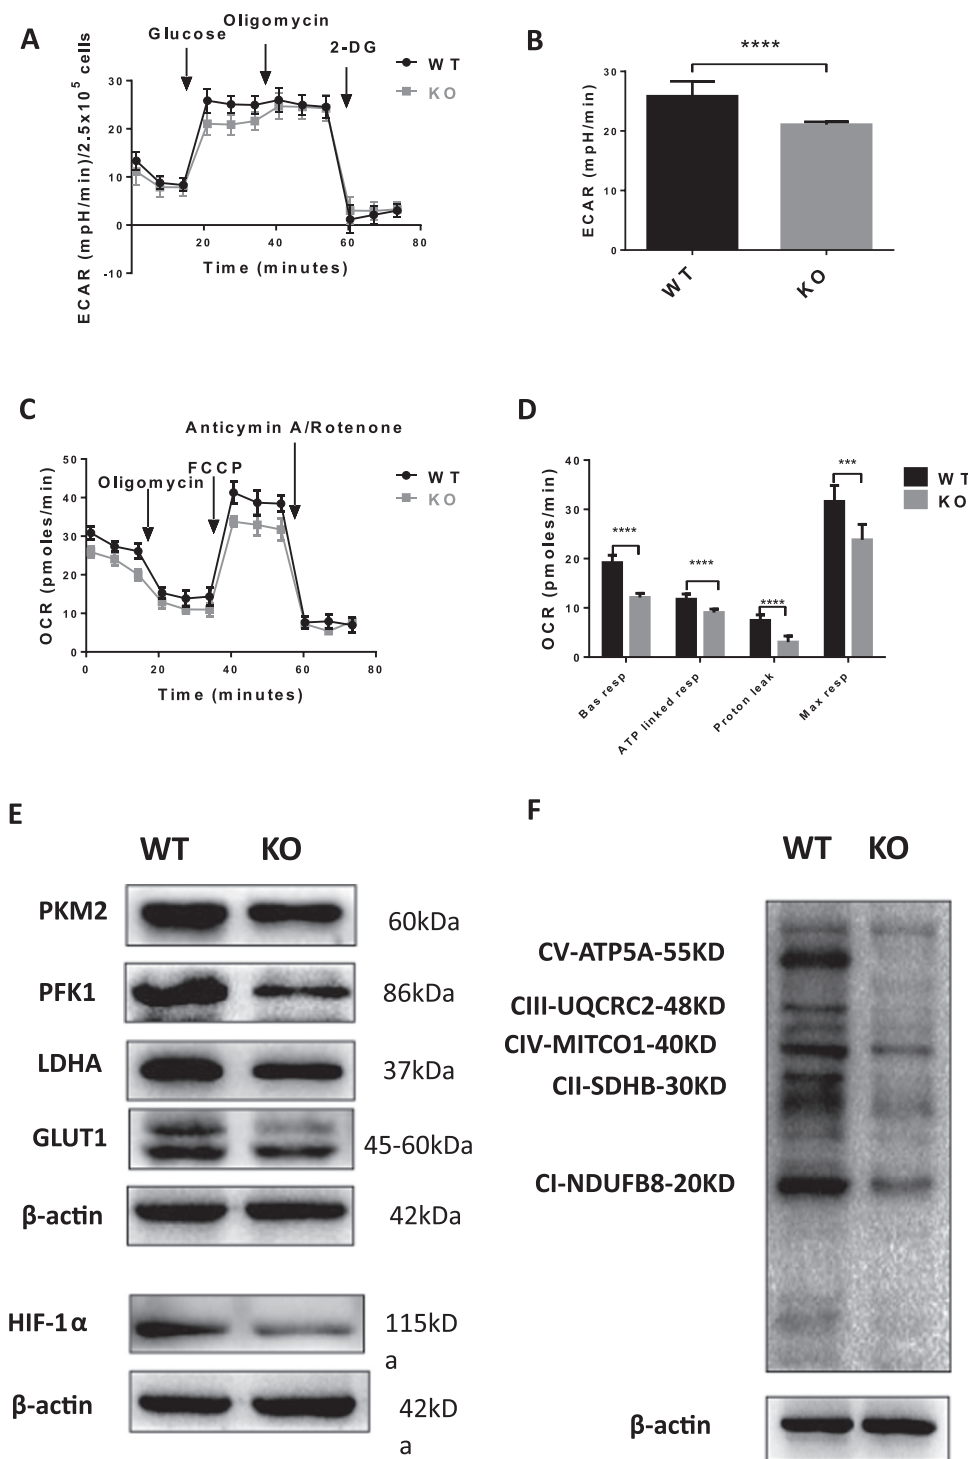 A
Glucose
Oligomycin
2-DG
WT
KO
ECAR (mpH/min)/2.5x10⁵ cells
30
20
10
0
-10
20
40
60
80
Time (minutes)
B
****
ECAR (mpH/min)
30
20
10
0
WT
KO
C
Anticymin A/Rotenone
FCCP
Oligomycin
WT
KO
OCR (pmoles/min)
50
40
30
20
10
0
0
20
40
60
80
Time (minutes)
D
WT
KO
OCR (pmoles/min)
40
30
20
10
0
****
****
****
***
Bas resp
ATP linked resp
Proton leak
Max resp
E
WT KO
PKM2 60kDa
PFK1 86kDa
LDHA 37kDa
GLUT1 45-60kDa
β-actin 42kDa
HIF-1α 115kD
a
β-actin 42kD
a
F
WT KO
CV-ATP5A-55KD
CIII-UQCRC2-48KD
CIV-MITCO1-40KD
CII-SDHB-30KD
CI-NDUFB8-20KD
β-actin